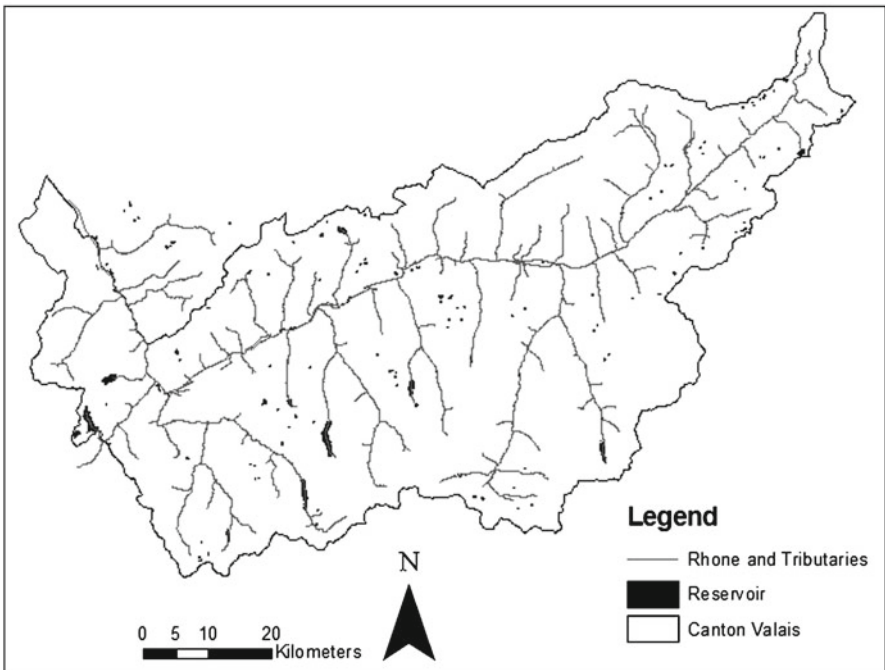 Legend
Rhone and Tributaries
Reservoir
Canton Valais
N
0 5 10 20
Kilometers